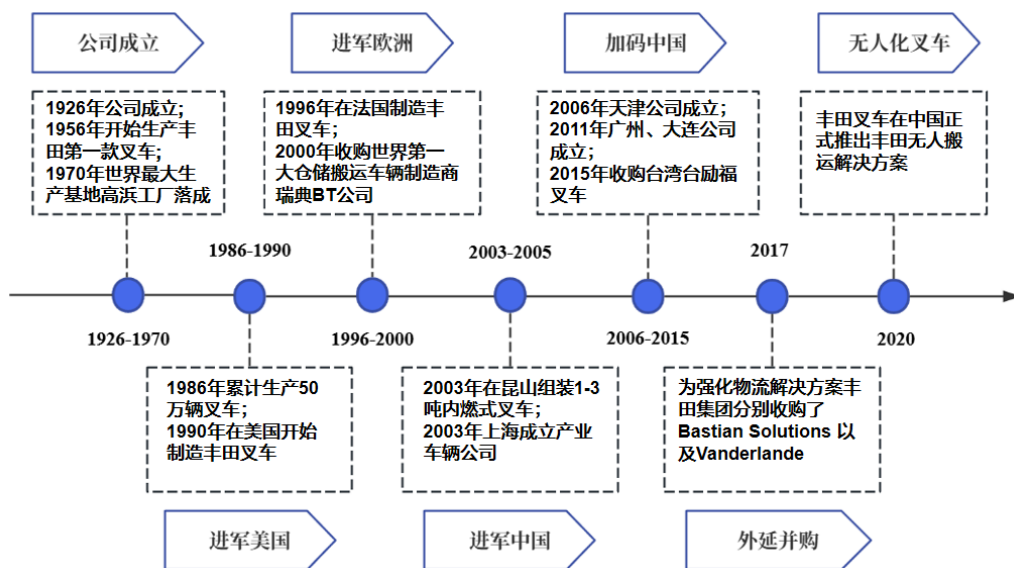 公司成立
进军欧洲
加码中国
无人化叉车
1926年公司成立;
1956年开始生产丰
田第一款叉车;
1970年世界最大生
产基地高浜工厂落成
1996年在法国制造丰
田叉车;
2000年收购世界第一
大仓储搬运车辆制造商
瑞典BT公司
2006年天津公司成立;
2011年广州、大连公司
成立;
2015年收购台湾台励福
叉车
丰田叉车在中国正
式推出丰田无人搬
运解决方案
1986-1990
2003-2005
2017
1926-1970
1996-2000
2006-2015
2020
1986年累计生产50
万辆叉车;
1990年在美国开始
制造丰田叉车
2003年在昆山组装1-3
吨内燃式叉车;
2003年上海成立产业
车辆公司
为强化物流解决方案丰
田集团分别收购了
Bastian Solutions 以
及Vanderlande
进军美国
进军中国
外延并购